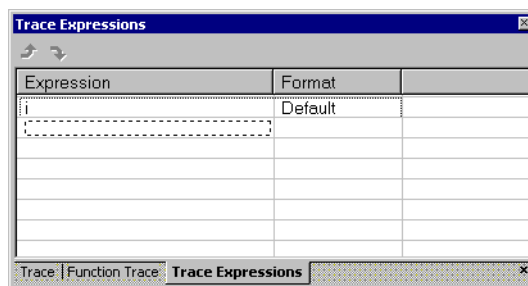 Trace Expressions
Expression Format
i Default
Trace Function Trace Trace Expressions